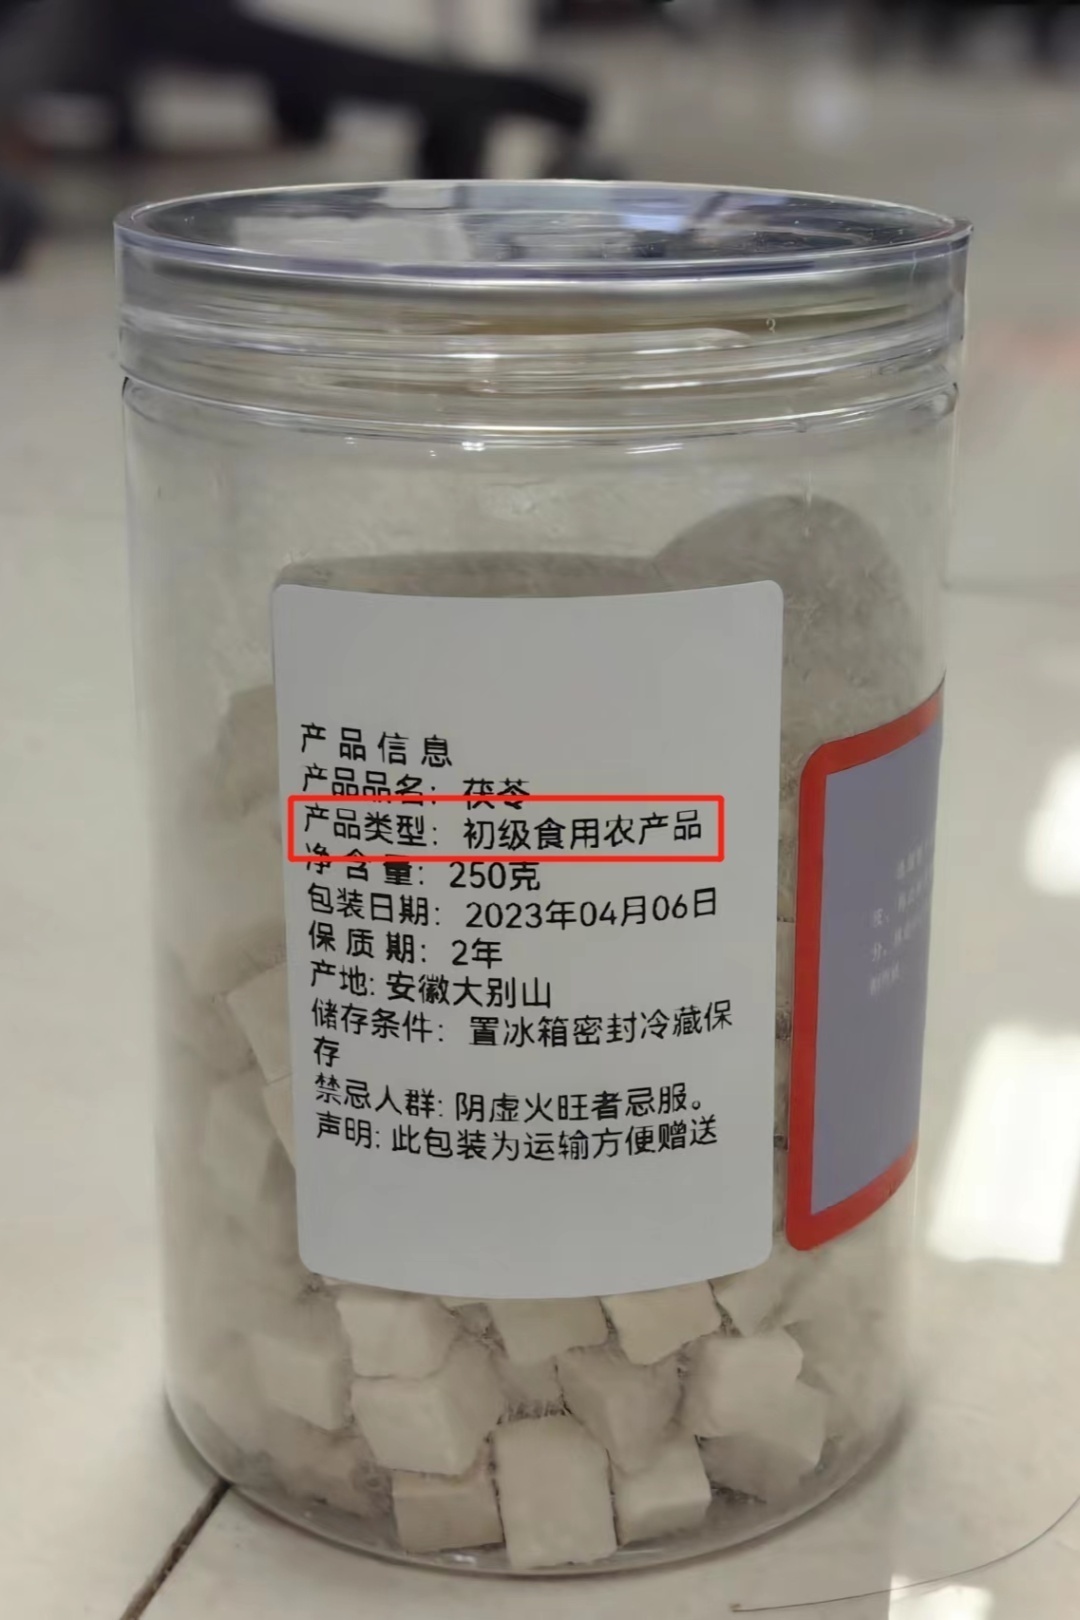 产品信息
产品品名：茯苓
产品类型：初级食用农产品
净含量：250克
包装日期：2023年04月06日
保质期：2年
产地:安徽大别山
储存条件：置冰箱密封冷藏保
存
禁忌人群:阴虚火旺者忌服。
声明:此包装为运输方便赠送